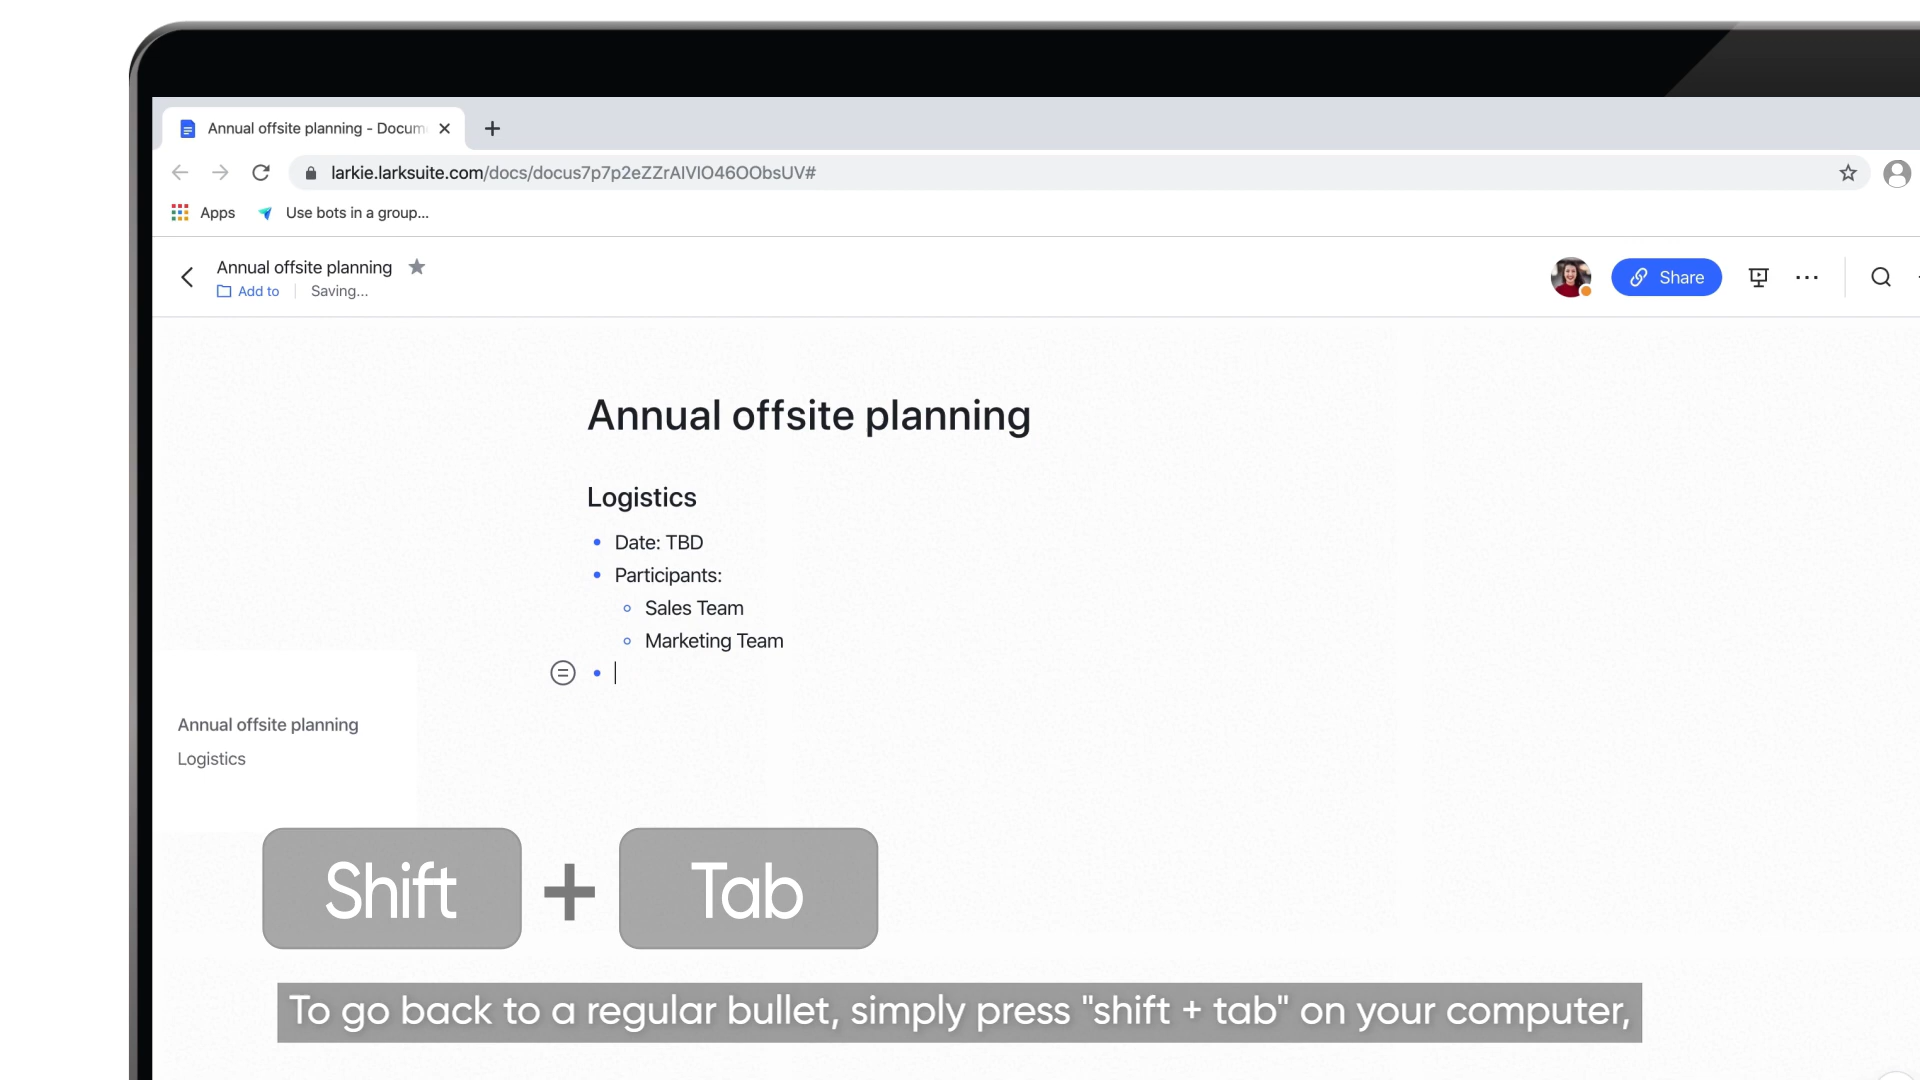 Annual offsite planning - Docum
larkie.larksuite.com/docs/docus7p7p2eZZrAlVlO46OObsUV#
Apps
Use bots in a group...
Annual offsite planning
Add to
Saving...
Share
Annual offsite planning
Logistics
• Date: TBD
• Participants:
◦ Sales Team
◦ Marketing Team
•
Annual offsite planning
Logistics
Shift + Tab
To go back to a regular bullet, simply press "shift + tab" on your computer,